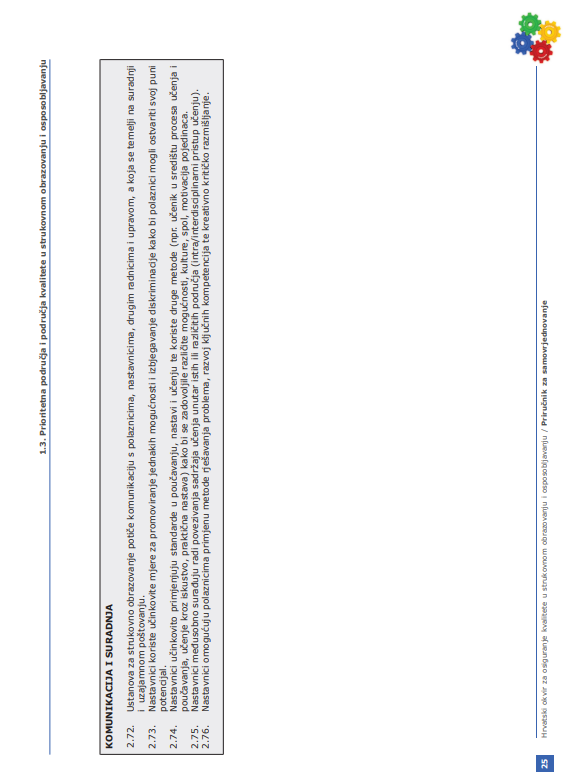 1.3. Prioritetna područja i područja kvalitete u strukovnom obrazovanju i osposobljavanju
KOMUNIKACIJA I SURADNJA
2.72. Ustanova za strukovno obrazovanje potiče komunikaciju s polaznicima, nastavnicima, drugim radnicima i upravom, a koja se temelji na suradnji
i uzajamnom poštovanju.
2.73. Nastavnici koriste učinkovite mjere za promoviranje jednakih mogućnosti i izbjegavanje diskriminacije kako bi polaznici mogli ostvariti svoj puni
potencijal.
2.74. Nastavnici učinkovito primjenjuju standarde u poučavanju, nastavi i učenju te koriste druge metode (npr. učenik u središtu procesa učenja i
poučavanja, učenje kroz iskustvo, praktična nastava) kako bi se zadovoljile različite mogućnosti, kulture, spol, motivacija pojedinaca.
2.75. Nastavnici međusobno surađuju radi povezivanja sadržaja učenja unutar istih ili različitih područja (intra/interdisciplinarni pristup učenju).
2.76. Nastavnici omogućuju polaznicima primjenu metode rješavanja problema, razvoj ključnih kompetencija te kreativno kritičko razmišljanje.
25 Hrvatski okvir za osiguranje kvalitete u strukovnom obrazovanju i osposobljavanju / Priručnik za samovrjednovanje